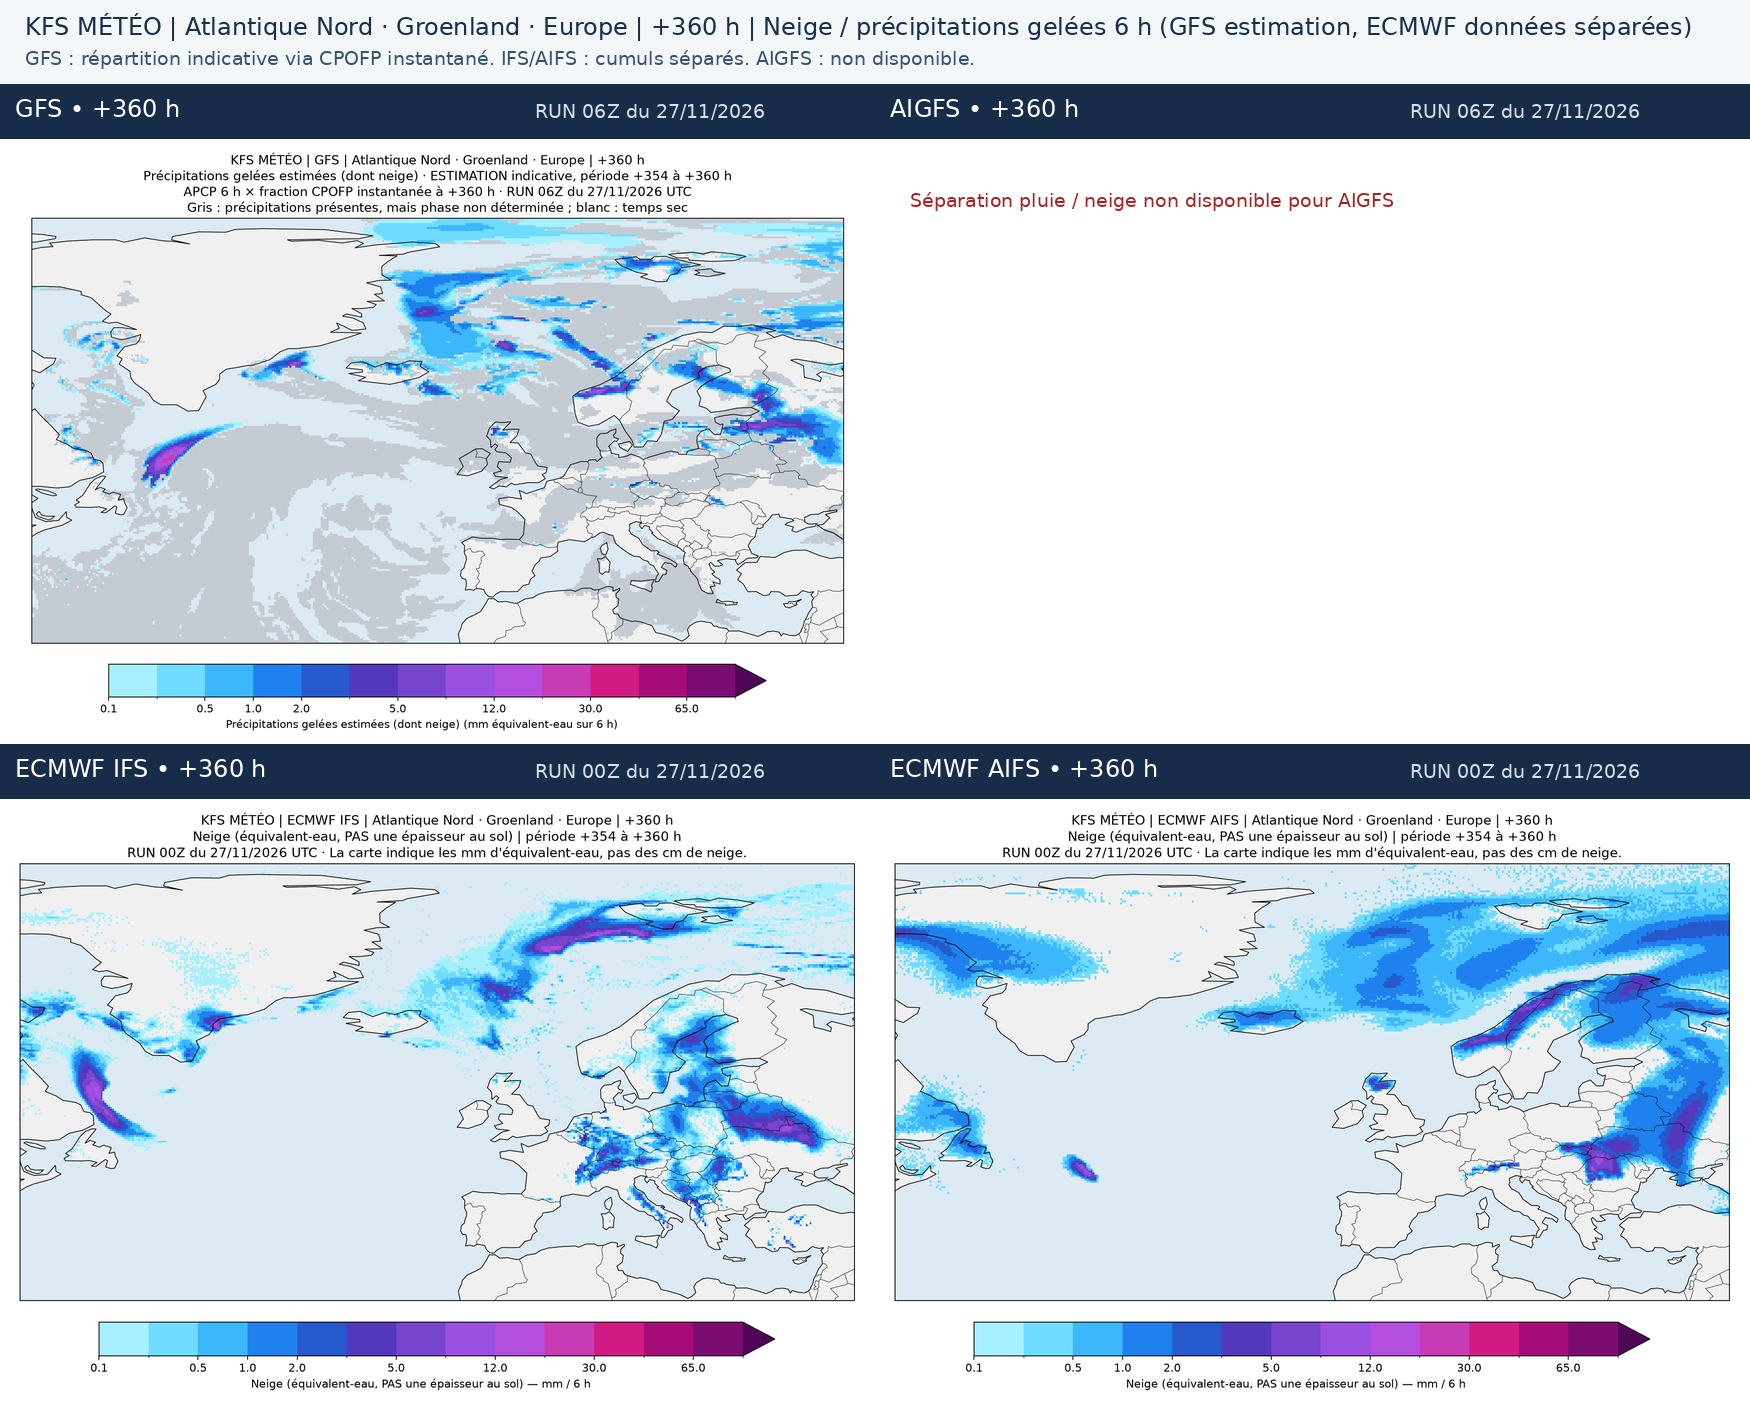 KFS MÉTÉO | Atlantique Nord · Groenland · Europe | +360 h | Neige / précipitations gelées 6 h (GFS estimation, ECMWF données séparées)
GFS : répartition indicative via CPOFP instantané. IFS/AIFS : cumuls séparés. AIGFS : non disponible.
GFS • +360 h
RUN 06Z du 27/11/2026
AIGFS • +360 h
RUN 06Z du 27/11/2026
KFS MÉTÉO | GFS | Atlantique Nord · Groenland · Europe | +360 h
Précipitations gelées estimées (dont neige) · ESTIMATION indicative, période +354 à +360 h
APCP 6 h × fraction CPOFP instantanée à +360 h · RUN 06Z du 27/11/2026 UTC
Gris : précipitations présentes, mais phase non déterminée ; blanc : temps sec
Séparation pluie / neige non disponible pour AIGFS
0.1 0.5 1.0 2.0 5.0 12.0 30.0 65.0
Précipitations gelées estimées (dont neige) (mm équivalent-eau sur 6 h)
ECMWF IFS • +360 h
RUN 00Z du 27/11/2026
ECMWF AIFS • +360 h
RUN 00Z du 27/11/2026
KFS MÉTÉO | ECMWF IFS | Atlantique Nord · Groenland · Europe | +360 h
Neige (équivalent-eau, PAS une épaisseur au sol) | période +354 à +360 h
RUN 00Z du 27/11/2026 UTC · La carte indique les mm d'équivalent-eau, pas des cm de neige.
KFS MÉTÉO | ECMWF AIFS | Atlantique Nord · Groenland · Europe | +360 h
Neige (équivalent-eau, PAS une épaisseur au sol) | période +354 à +360 h
RUN 00Z du 27/11/2026 UTC · La carte indique les mm d'équivalent-eau, pas des cm de neige.
0.1 0.5 1.0 2.0 5.0 12.0 30.0 65.0
Neige (équivalent-eau, PAS une épaisseur au sol) — mm / 6 h
0.1 0.5 1.0 2.0 5.0 12.0 30.0 65.0
Neige (équivalent-eau, PAS une épaisseur au sol) — mm / 6 h